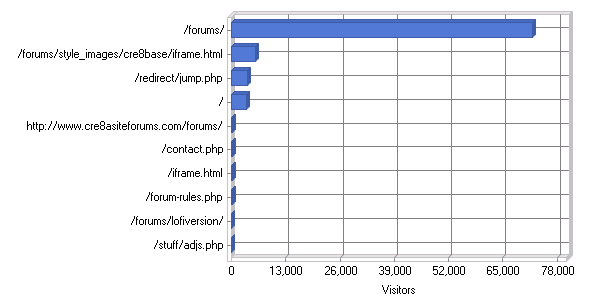 /forums/
/forums/style_images/cre8base/iframe.html
/redirect/jump.php
/
http://www.cre8asiteforums.com/forums/
/contact.php
/iframe.html
/forum-rules.php
/forums/lofiversion/
/stuff/adjs.php
0 13,000 26,000 39,000 52,000 65,000 78,000
Visitors